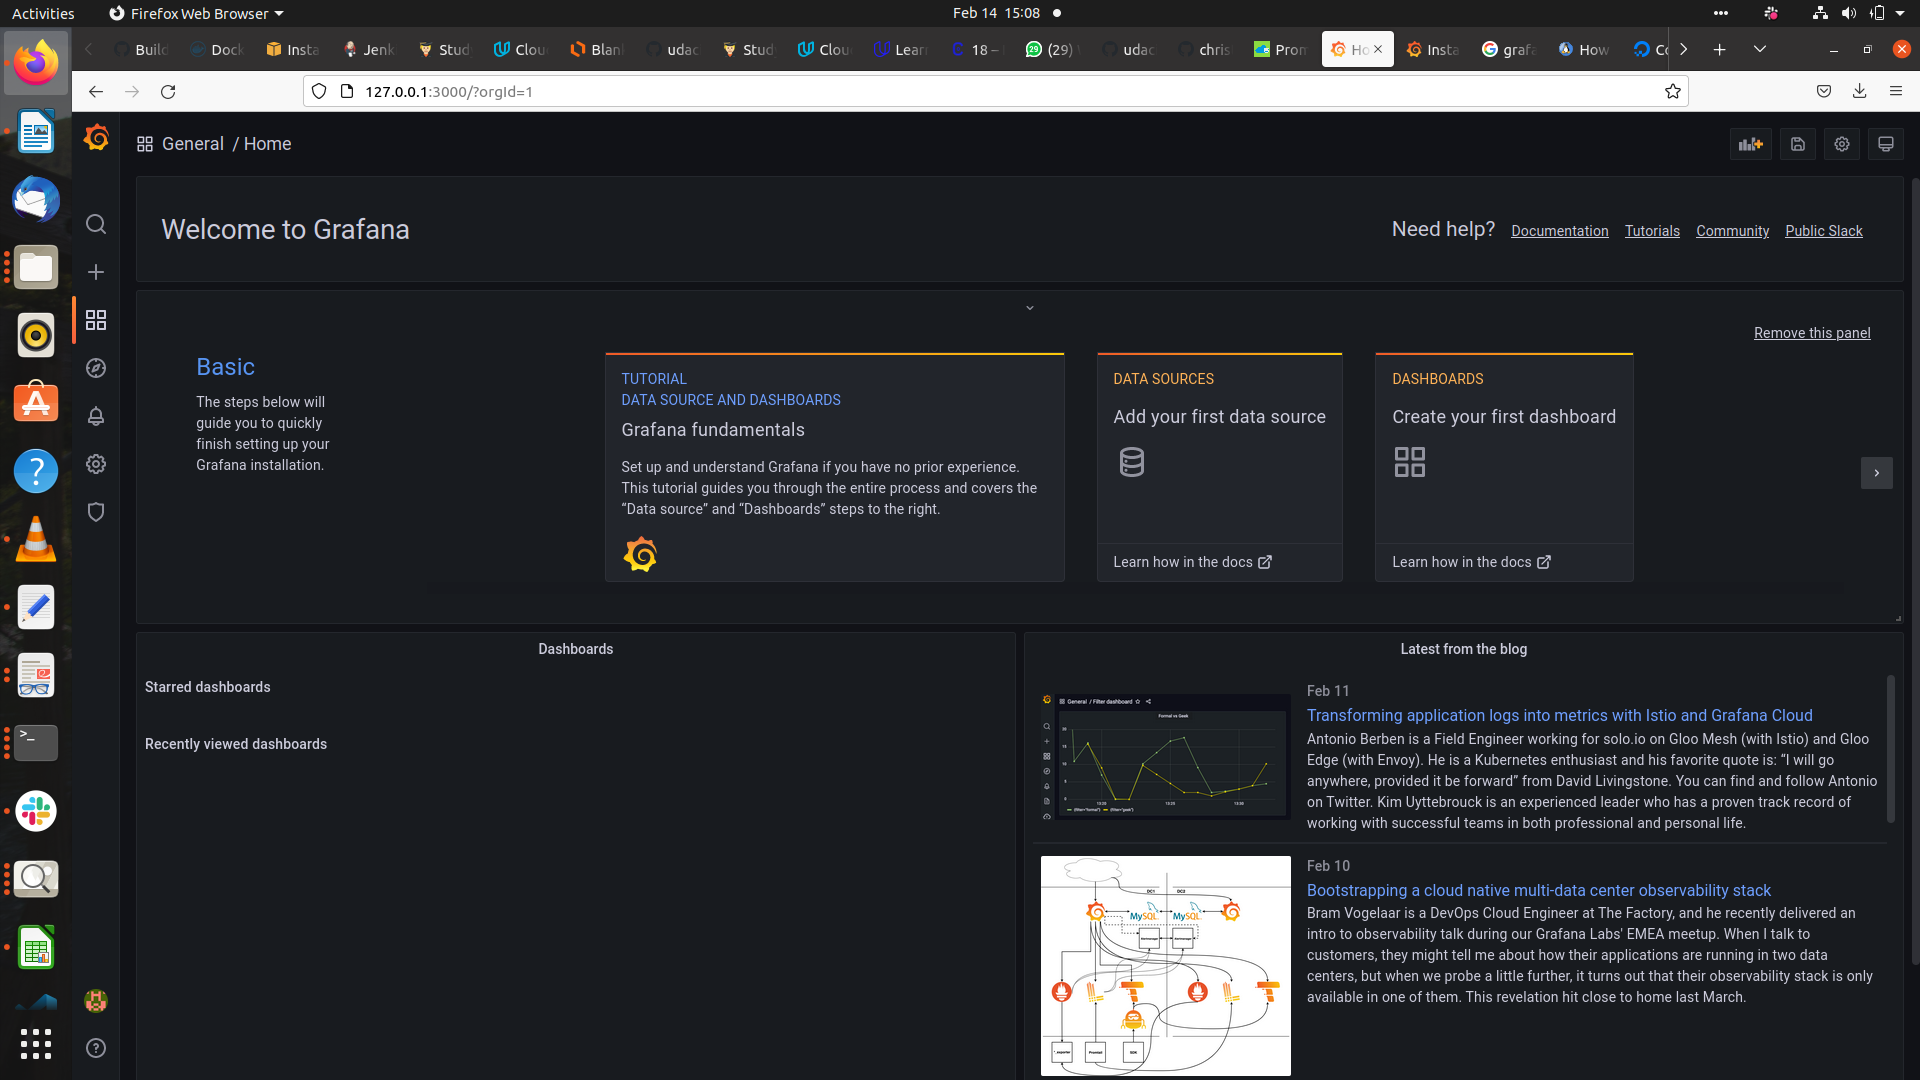 Activities
Firefox Web Browser
Feb 14 15:08
Build
Dock
Insta
Jenk
Stud
Clou
Blan
udac
Stud
Clou
Lear
18 –
(29)
udac
chris
Prom
Ho
Insta
grafa
How
Co
127.0.0.1:3000/?orgId=1
General / Home
Welcome to Grafana
Need help?
Documentation
Tutorials
Community
Public Slack
Remove this panel
Basic
The steps below will
guide you to quickly
finish setting up your
Grafana installation.
TUTORIAL
DATA SOURCE AND DASHBOARDS
Grafana fundamentals
Set up and understand Grafana if you have no prior experience.
This tutorial guides you through the entire process and covers the
“Data source” and “Dashboards” steps to the right.
DATA SOURCES
Add your first data source
Learn how in the docs
DASHBOARDS
Create your first dashboard
Learn how in the docs
Dashboards
Starred dashboards
Recently viewed dashboards
Latest from the blog
General / Filter dashboard
Formal vs Geek
Feb 11
Transforming application logs into metrics with Istio and Grafana Cloud
Antonio Berben is a Field Engineer working for solo.io on Gloo Mesh (with Istio) and Gloo
Edge (with Envoy). He is a Kubernetes enthusiast and his favorite quote is: “I will go
anywhere, provided it be forward” from David Livingstone. You can find and follow Antonio
on Twitter. Kim Uyttebrouck is an experienced leader who has a proven track record of
working with successful teams in both professional and personal life.
DC1
DC2
MySQL
MySQL
Feb 10
Bootstrapping a cloud native multi-data center observability stack
Bram Vogelaar is a DevOps Cloud Engineer at The Factory, and he recently delivered an
intro to observability talk during our Grafana Labs' EMEA meetup. When I talk to
customers, they might tell me about how their applications are running in two data
centers, but when we probe a little further, it turns out that their observability stack is only
available in one of them. This revelation hit close to home last March.